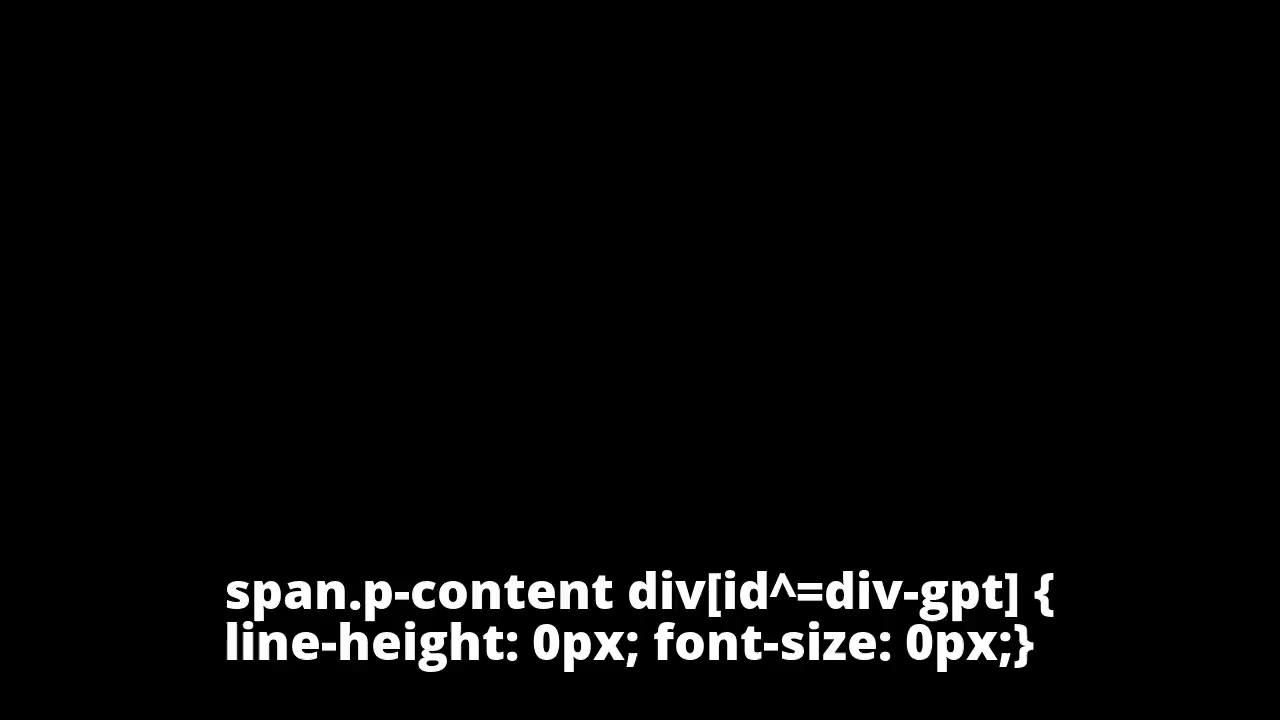 span.p-content div[id^=div-gpt] {
line-height: 0px; font-size: 0px;}